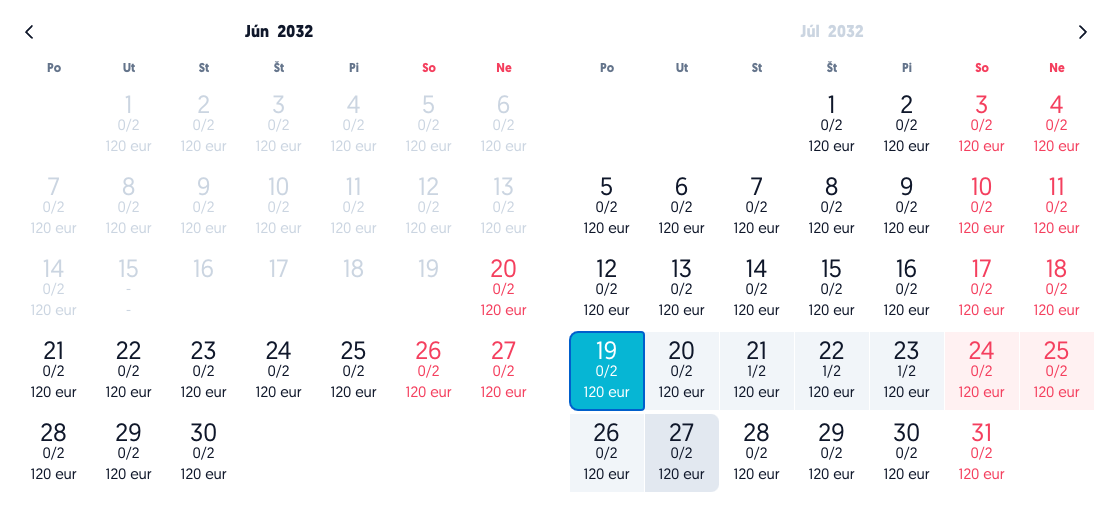 Jún 2032
Po Ut St Št Pi So Ne
1 2 3 4 5 6
0/2 0/2 0/2 0/2 0/2 0/2
120 eur 120 eur 120 eur 120 eur 120 eur 120 eur
7 8 9 10 11 12 13
0/2 0/2 0/2 0/2 0/2 0/2 0/2
120 eur 120 eur 120 eur 120 eur 120 eur 120 eur 120 eur
14 15 16 17 18 19 20
0/2 - 0/2
120 eur - 120 eur
21 22 23 24 25 26 27
0/2 0/2 0/2 0/2 0/2 0/2 0/2
120 eur 120 eur 120 eur 120 eur 120 eur 120 eur 120 eur
28 29 30
0/2 0/2 0/2
120 eur 120 eur 120 eur
Júl 2032
Po Ut St Št Pi So Ne
1 2 3 4
0/2 0/2 0/2 0/2
120 eur 120 eur 120 eur 120 eur
5 6 7 8 9 10 11
0/2 0/2 0/2 0/2 0/2 0/2 0/2
120 eur 120 eur 120 eur 120 eur 120 eur 120 eur 120 eur
12 13 14 15 16 17 18
0/2 0/2 0/2 0/2 0/2 0/2 0/2
120 eur 120 eur 120 eur 120 eur 120 eur 120 eur 120 eur
19 20 21 22 23 24 25
0/2 0/2 1/2 1/2 1/2 0/2 0/2
120 eur 120 eur 120 eur 120 eur 120 eur 120 eur 120 eur
26 27 28 29 30 31
0/2 0/2 0/2 0/2 0/2 0/2
120 eur 120 eur 120 eur 120 eur 120 eur 120 eur